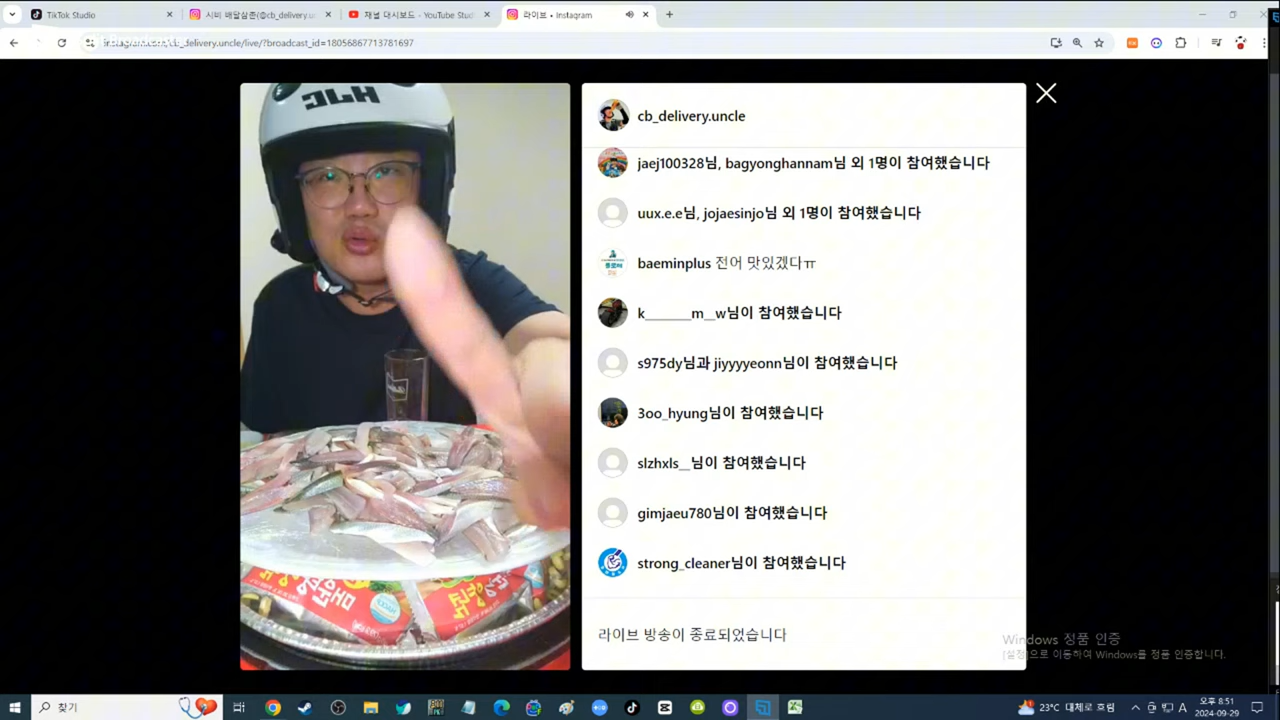 TikTok Studio
시비 배달삼촌(@cb_delivery.un
채널 대시보드 - YouTube Stud
라이브 • Instagram
delivery.uncle/live/?broadcast_id=18056867713781697
HJC
cb_delivery.uncle
jaej100328님, bagyonghannam님 외 1명이 참여했습니다
uux.e.e님, jojaesinjo님 외 1명이 참여했습니다
baeminplus 전어 맛있겠다ㅠ
k_______m__w님이 참여했습니다
s975dy님과 jiyyyyeonn님이 참여했습니다
3oo_hyung님이 참여했습니다
slzhxls__님이 참여했습니다
gimjaeu780님이 참여했습니다
strong_cleaner님이 참여했습니다
라이브 방송이 종료되었습니다
Windows 정품 인증
[설정]으로 이동하여 Windows를 정품 인증합니다.
찾기
23°C 대체로 흐림
A
오후 8:51
2024-09-29